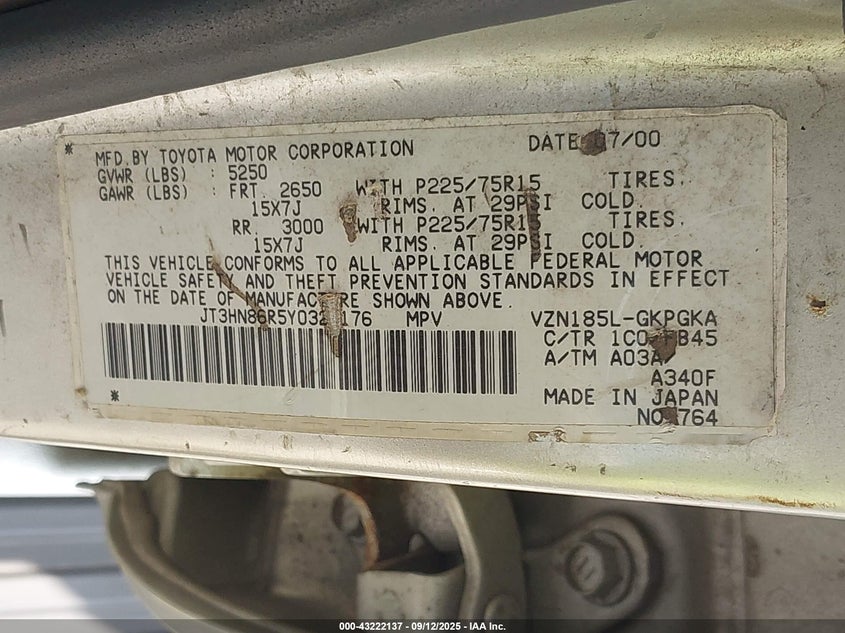 MFD.BY TOYOTA MOTOR CORPORATION DATE 07/00
GVWR (LBS) : 5250
GAWR (LBS) : FRT. 2650 WITH P225/75R15 TIRES.
15X7J RIMS. AT 29PSI COLD.
RR. 3000 WITH P225/75R15 TIRES.
15X7J RIMS. AT 29PSI COLD.
THIS VEHICLE CONFORMS TO ALL APPLICABLE FEDERAL MOTOR
VEHICLE SAFETY AND THEFT PREVENTION STANDARDS IN EFFECT
ON THE DATE OF MANUFACTURE SHOWN ABOVE.
MPV VZN185L-GKPGKA
C/TR
A/TM
A340F
MADE IN JAPAN
000-43222137 - 09/12/2025 - IAA Inc.